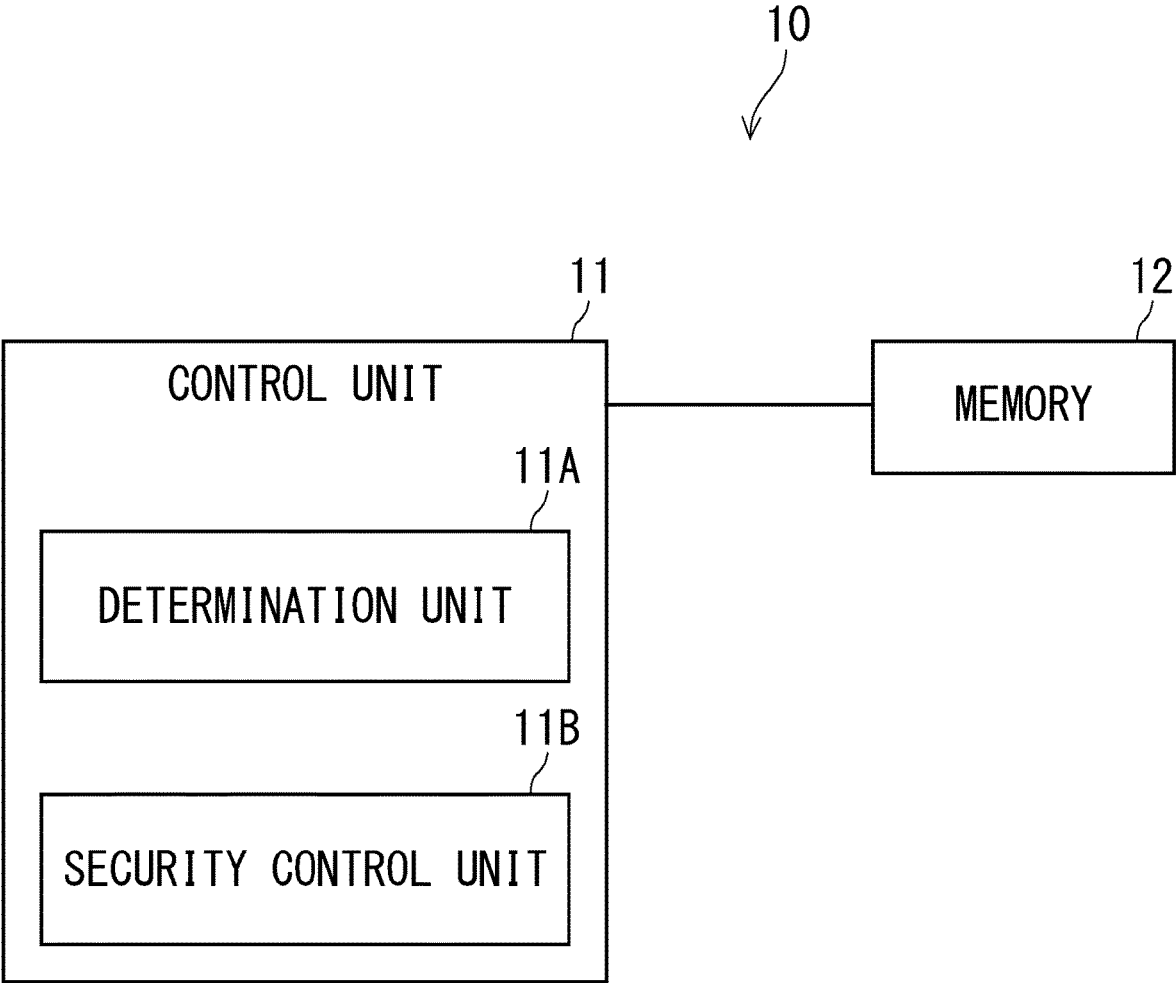 10
11
12
CONTROL UNIT
MEMORY
11A
DETERMINATION UNIT
11B
SECURITY CONTROL UNIT